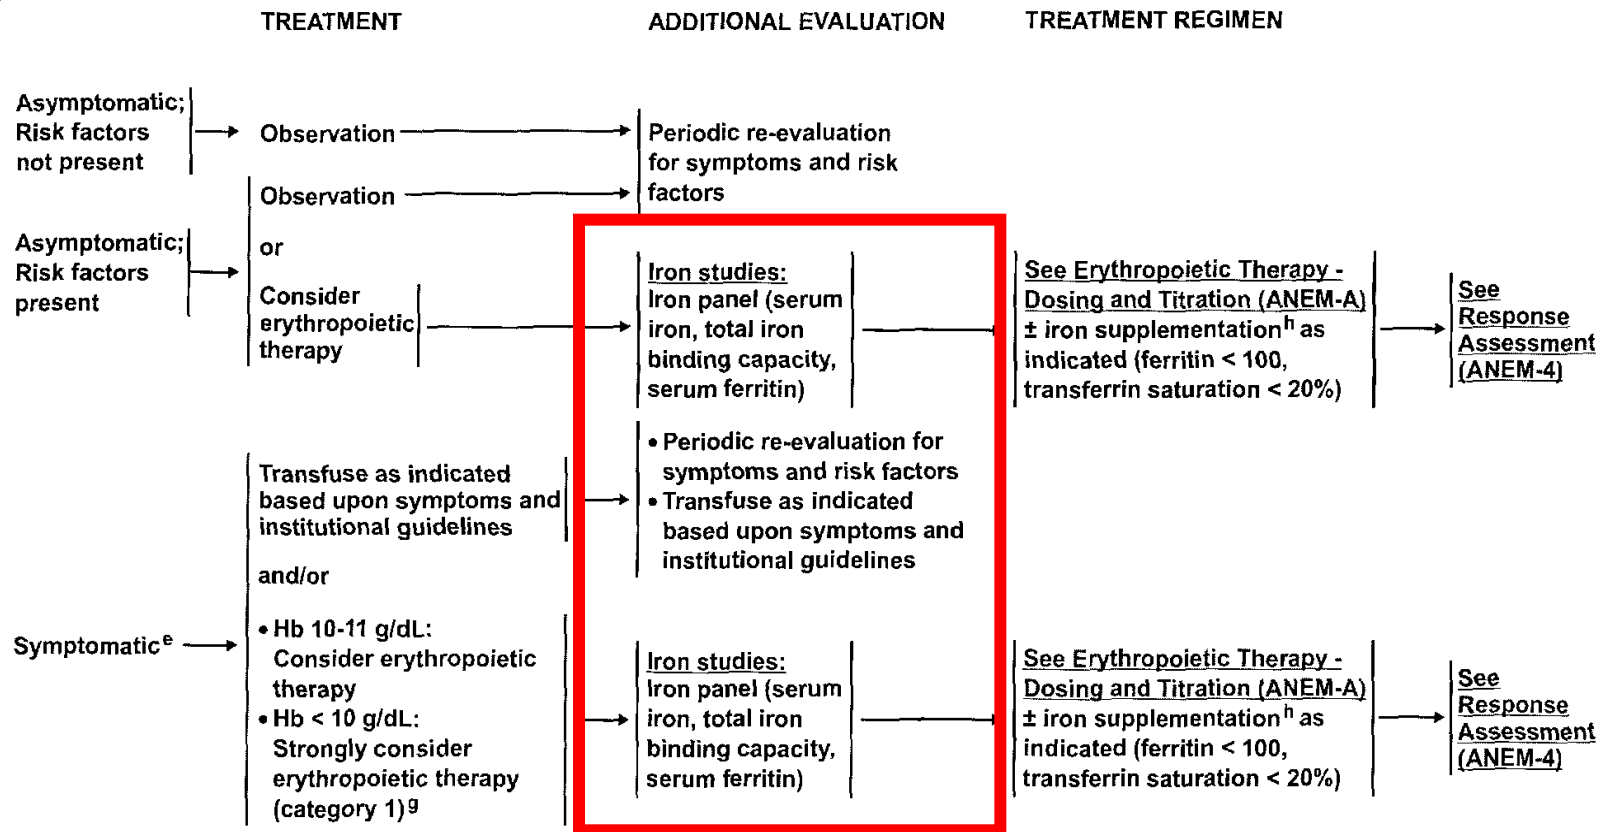 TREATMENT
ADDITIONAL EVALUATION
TREATMENT REGIMEN
Asymptomatic;
Risk factors
not present
Observation
Periodic re-evaluation
for symptoms and risk
factors
Asymptomatic;
Risk factors
present
Observation
or
Consider
erythropoietic
therapy
Iron studies:
Iron panel (serum
iron, total iron
binding capacity,
serum ferritin)
See Erythropoietic Therapy -
Dosing and Titration (ANEM-A)
± iron supplementationʰ as
indicated (ferritin < 100,
transferrin saturation < 20%)
See
Response
Assessment
(ANEM-4)
Symptomaticᵉ
Transfuse as indicated
based upon symptoms and
institutional guidelines
• Periodic re-evaluation for
symptoms and risk factors
• Transfuse as indicated
based upon symptoms and
institutional guidelines
and/or
• Hb 10-11 g/dL:
Consider erythropoietic
therapy
• Hb < 10 g/dL:
Strongly consider
erythropoietic therapy
(category 1)ᵍ
Iron studies:
Iron panel (serum
iron, total iron
binding capacity,
serum ferritin)
See Erythropoietic Therapy -
Dosing and Titration (ANEM-A)
± iron supplementationʰ as
indicated (ferritin < 100,
transferrin saturation < 20%)
See
Response
Assessment
(ANEM-4)